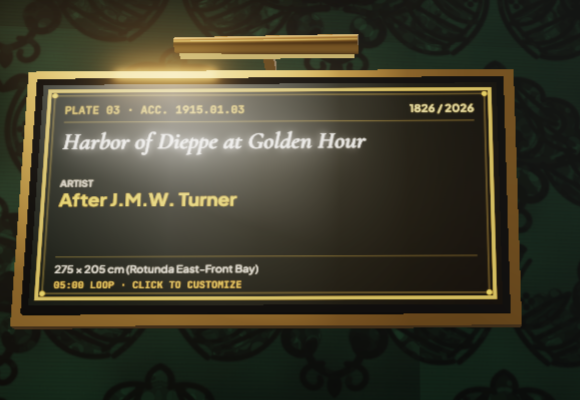 PLATE 03 · ACC. 1915.01.03
1826 / 2026
Harbor of Dieppe at Golden Hour
ARTIST
After J.M.W. Turner
275 x 205 cm (Rotunda East-Front Bay)
05:00 LOOP · CLICK TO CUSTOMIZE